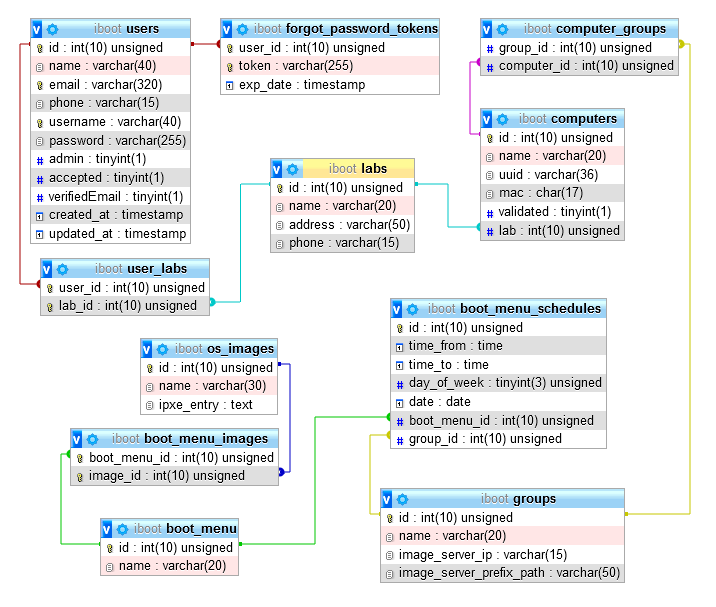 v iboot users
id : int(10) unsigned
name : varchar(40)
email : varchar(320)
phone : varchar(15)
username : varchar(40)
password : varchar(255)
admin : tinyint(1)
accepted : tinyint(1)
verifiedEmail : tinyint(1)
created_at : timestamp
updated_at : timestamp
v iboot forgot_password_tokens
user_id : int(10) unsigned
token : varchar(255)
exp_date : timestamp
v iboot computer_groups
group_id : int(10) unsigned
computer_id : int(10) unsigned
v iboot computers
id : int(10) unsigned
name : varchar(20)
uuid : varchar(36)
mac : char(17)
validated : tinyint(1)
lab : int(10) unsigned
v iboot labs
id : int(10) unsigned
name : varchar(20)
address : varchar(50)
phone : varchar(15)
v iboot user_labs
user_id : int(10) unsigned
lab_id : int(10) unsigned
v iboot boot_menu_schedules
id : int(10) unsigned
time_from : time
time_to : time
day_of_week : tinyint(3) unsigned
date : date
boot_menu_id : int(10) unsigned
group_id : int(10) unsigned
v iboot os_images
id : int(10) unsigned
name : varchar(30)
ipxe_entry : text
v iboot boot_menu_images
boot_menu_id : int(10) unsigned
image_id : int(10) unsigned
v iboot boot_menu
id : int(10) unsigned
name : varchar(20)
v iboot groups
id : int(10) unsigned
name : varchar(20)
image_server_ip : varchar(15)
image_server_prefix_path : varchar(50)